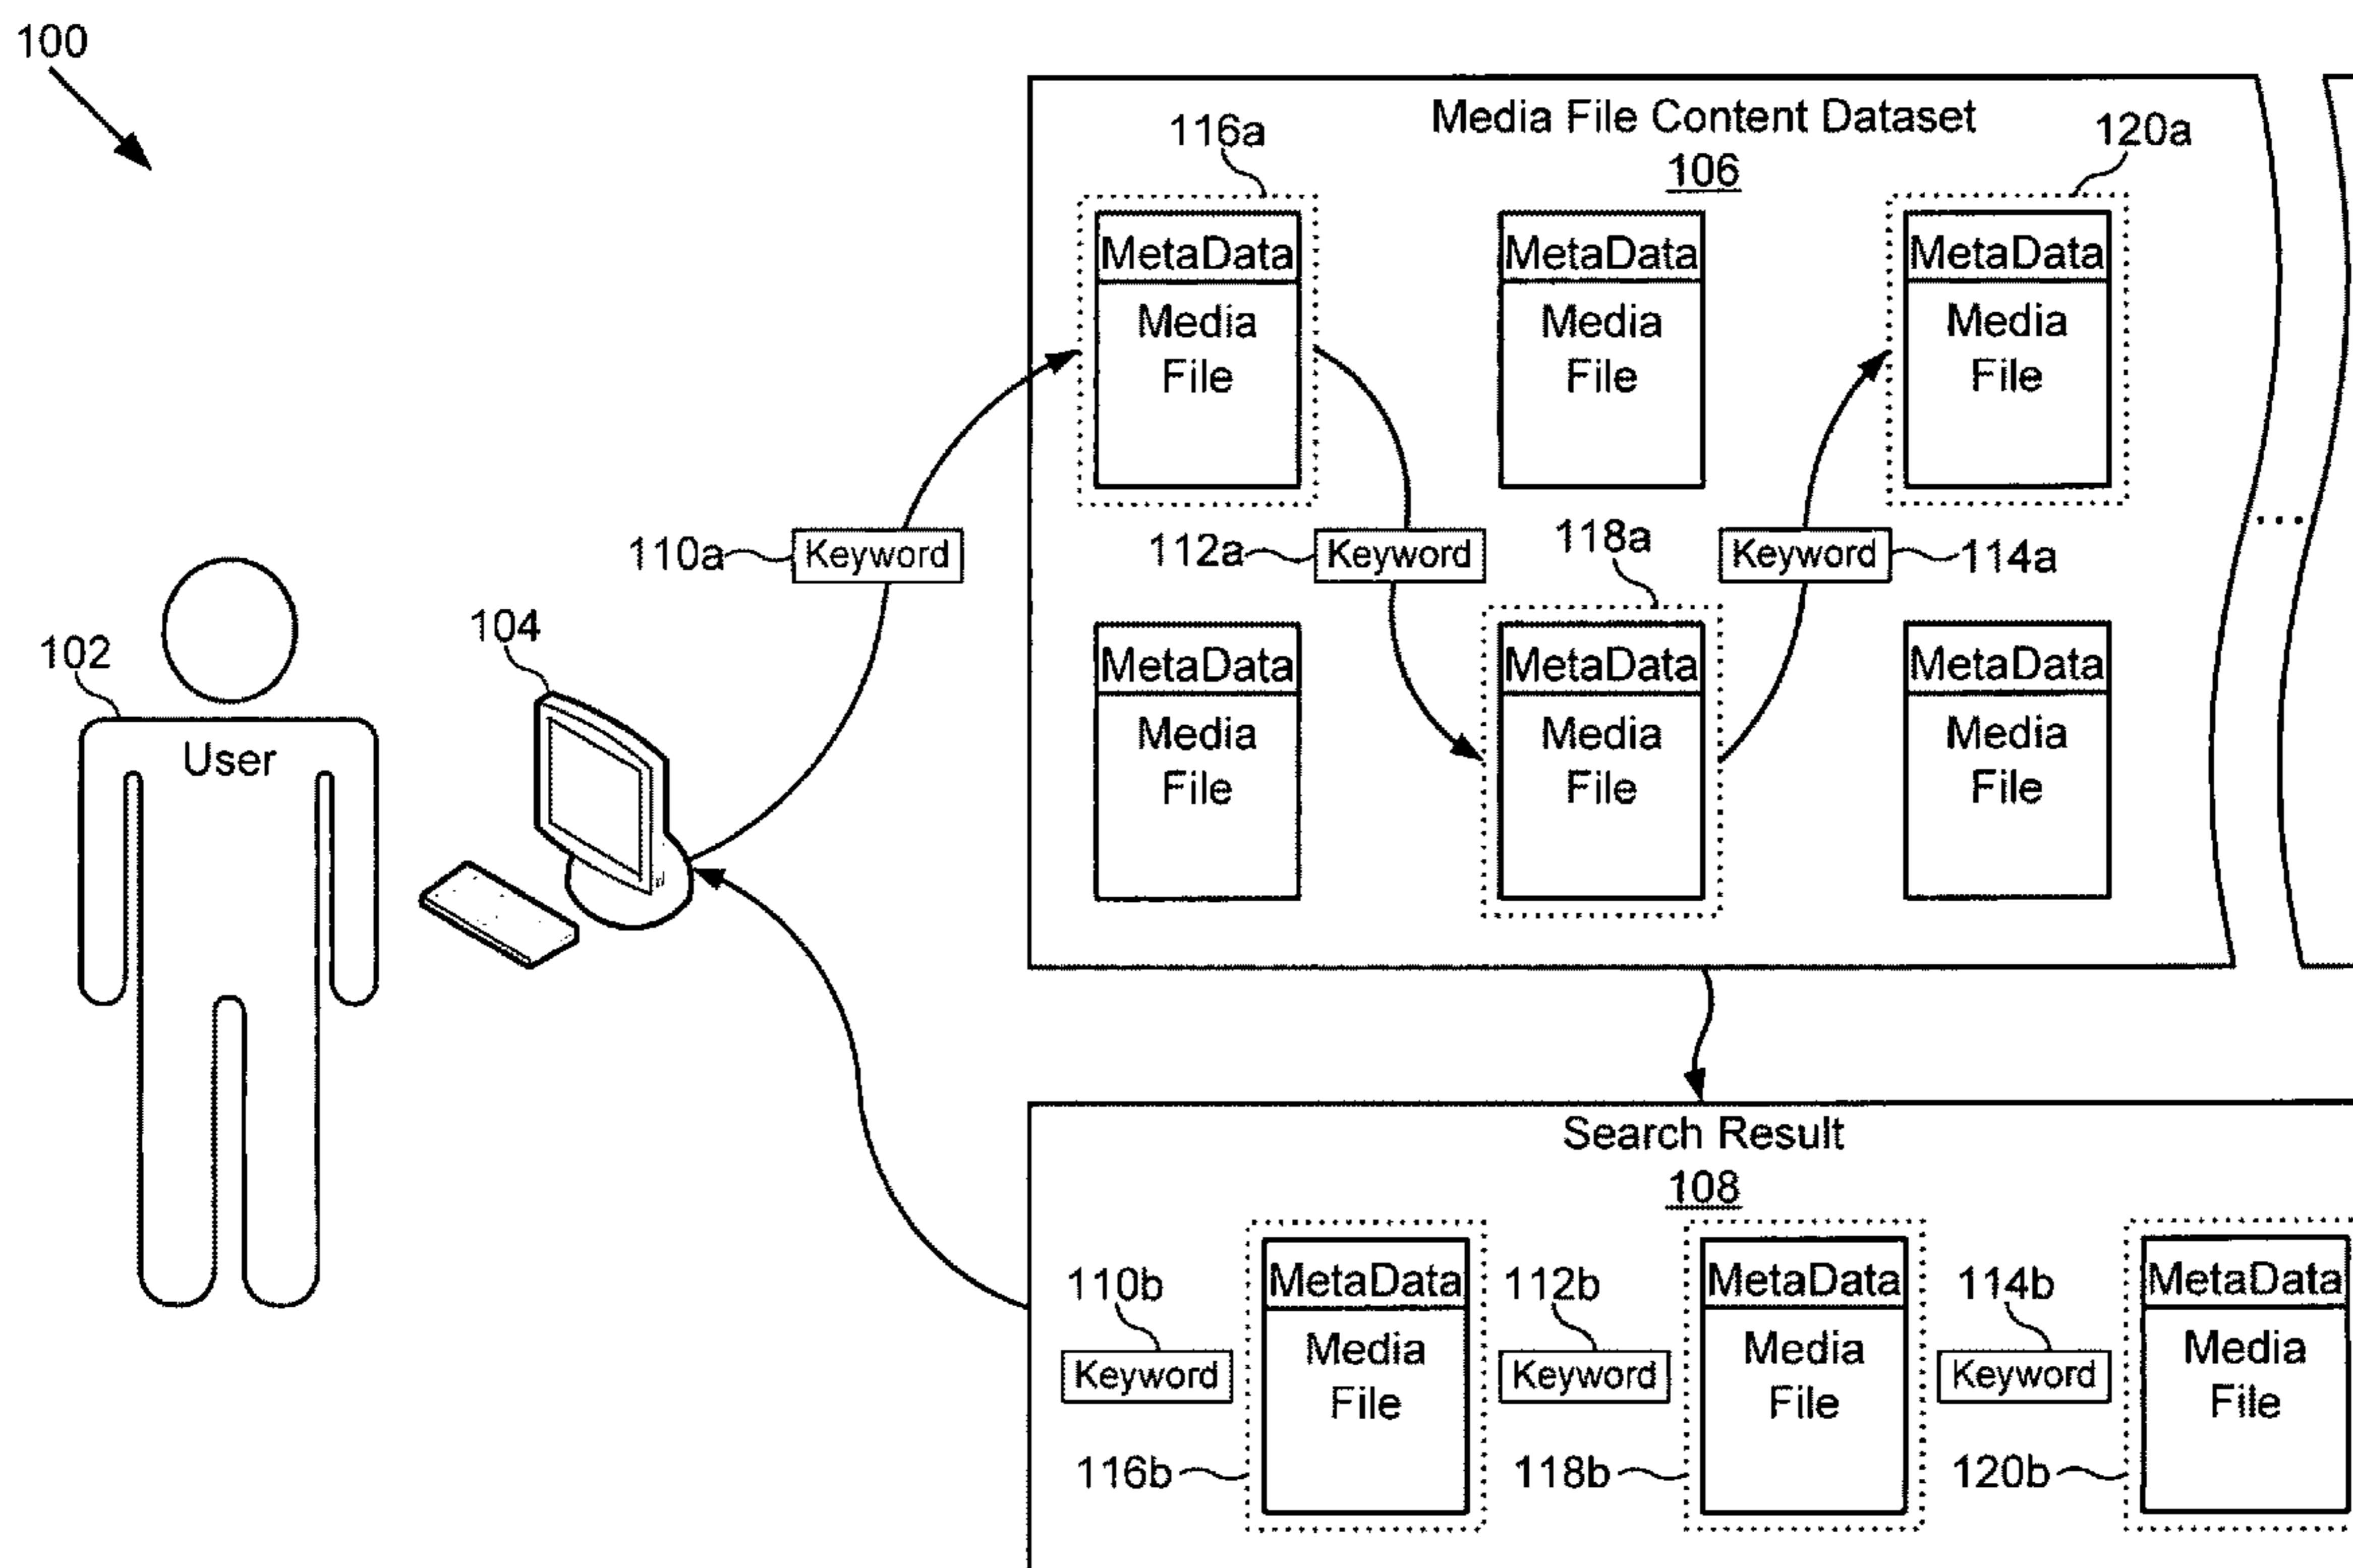 100
Media File Content Dataset
106
116a
120a
MetaData
Media
File
MetaData
Media
File
MetaData
Media
File
110a
Keyword
112a
Keyword
118a
Keyword
114a
...
102
User
104
MetaData
Media
File
MetaData
Media
File
MetaData
Media
File
Search Result
108
110b
Keyword
MetaData
Media
File
116b
112b
Keyword
MetaData
Media
File
118b
114b
Keyword
MetaData
Media
File
120b